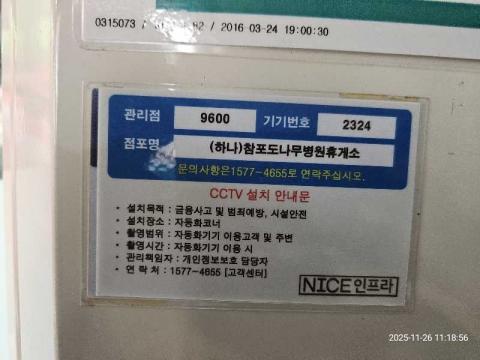 0315073 / 2016-03-24 19:00:30
관리점 9600 기기번호 2324
점포명 (하나)참포도나무병원휴게소
문의사항은1577-4655로 연락주십시오.
CCTV 설치 안내문
• 설치목적 : 금융사고 및 범죄예방, 시설안전
• 설치장소 : 자동화코너
• 촬영범위 : 자동화기기 이용고객 및 주변
• 촬영시간 : 자동화기기 이용 시
• 관리책임자 : 개인정보보호 담당자
• 연 락 처 : 1577-4655 [고객센터]
NICE인프라
2025-11-26 11:18:56